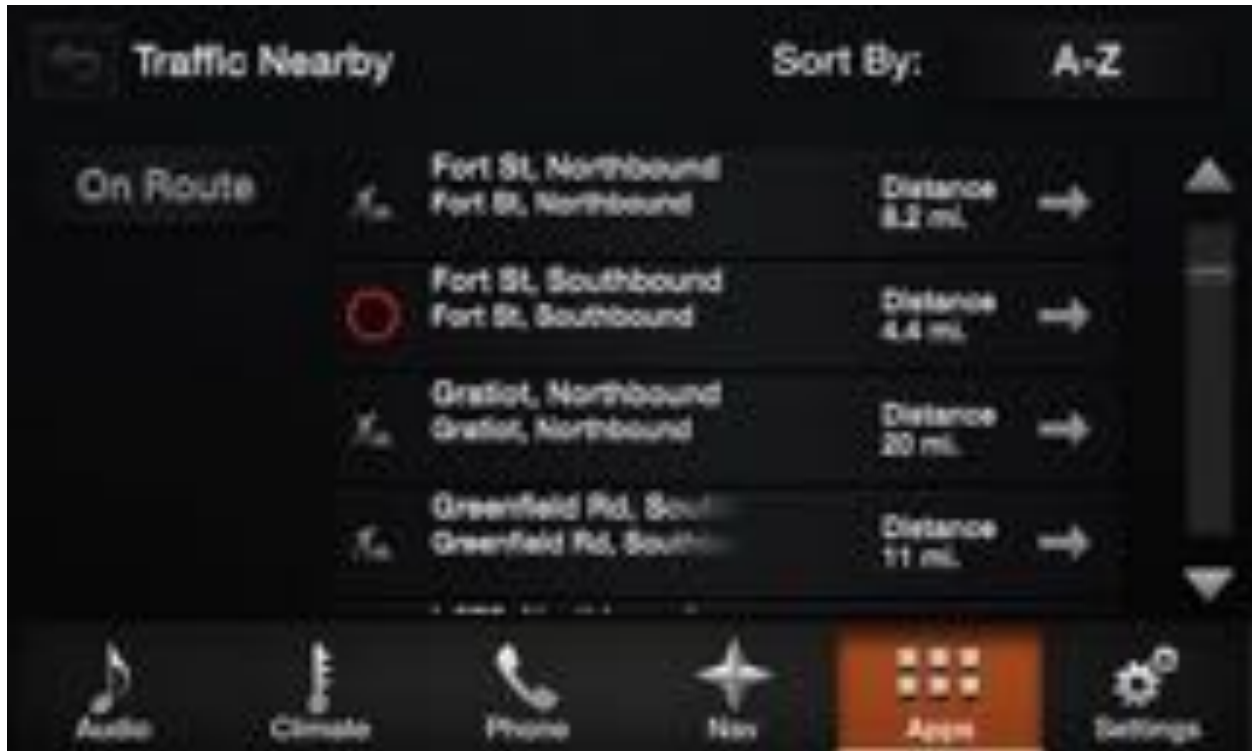 Traffic Nearby
Sort By: A-Z
On Route
Fort St, Northbound
Fort St, Northbound
Distance
8.2 mi.
Fort St, Southbound
Fort St, Southbound
Distance
4.4 mi.
Gratiot, Northbound
Gratiot, Northbound
Distance
20 mi.
Greenfield Rd, Sout
Greenfield Rd, South
Distance
11 mi.
Audio
Climate
Phone
Nav
Apps
Settings